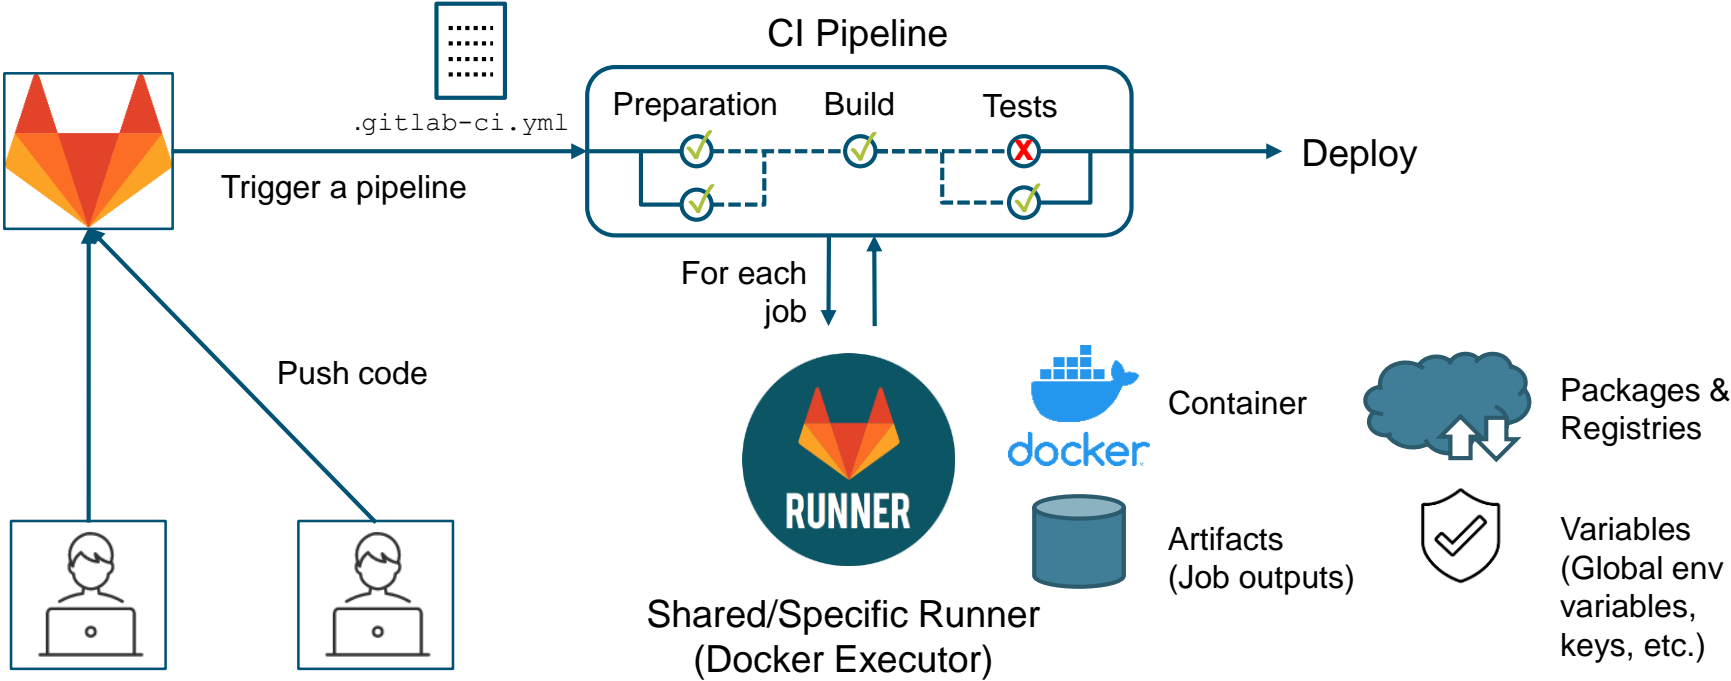 CI Pipeline
.gitlab-ci.yml
Preparation
Build
Tests
X
Trigger a pipeline
Deploy
For each
job
Push code
RUNNER
Shared/Specific Runner
(Docker Executor)
docker
Container
Packages &
Registries
Artifacts
(Job outputs)
Variables
(Global env
variables,
keys, etc.)